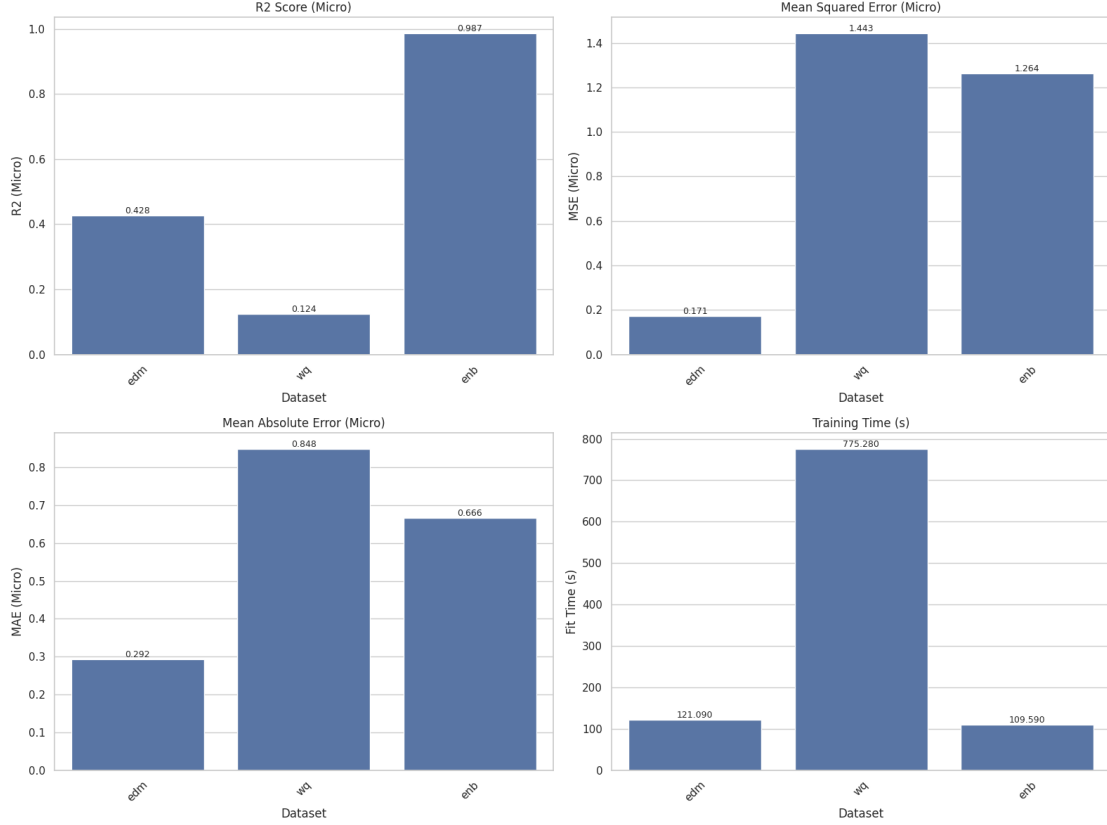 R2 Score (Micro)
R2 (Micro)
1.0
0.8
0.6
0.4
0.2
0.0
0.428
0.124
0.987
edm
wq
enb
Dataset
Mean Squared Error (Micro)
MSE (Micro)
1.4
1.2
1.0
0.8
0.6
0.4
0.2
0.0
0.171
1.443
1.264
edm
wq
enb
Dataset
Mean Absolute Error (Micro)
MAE (Micro)
0.8
0.7
0.6
0.5
0.4
0.3
0.2
0.1
0.0
0.292
0.848
0.666
edm
wq
enb
Dataset
Training Time (s)
Fit Time (s)
800
700
600
500
400
300
200
100
0
121.090
775.280
109.590
edm
wq
enb
Dataset